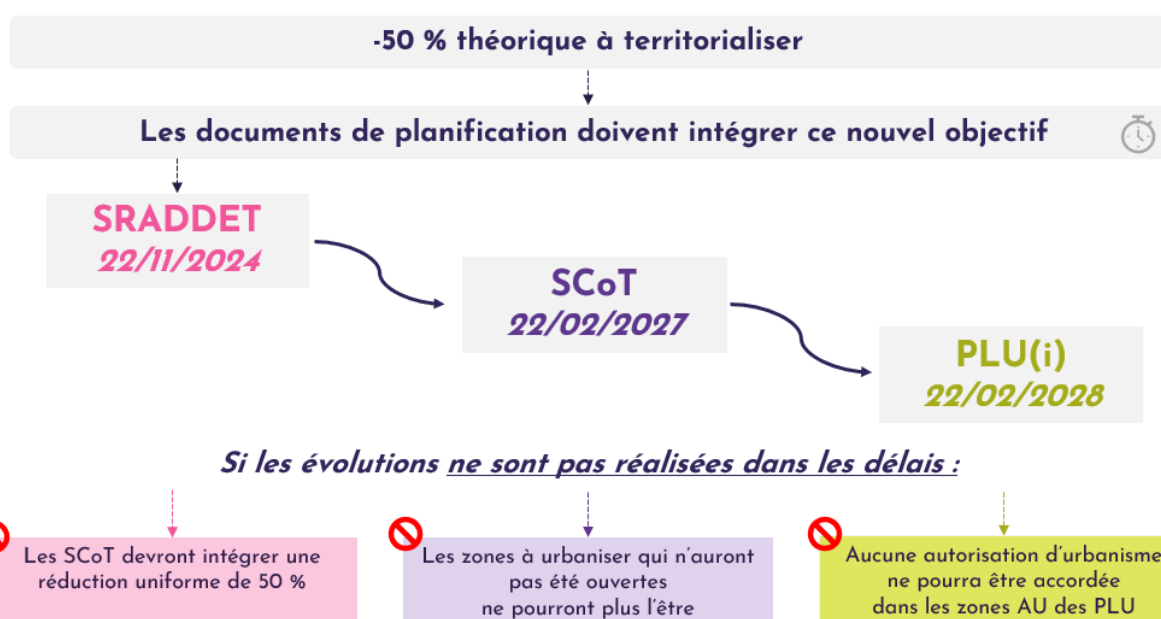 -50 % théorique à territorialiser
Les documents de planification doivent intégrer ce nouvel objectif
SRADDET
22/11/2024
SCoT
22/02/2027
PLU(i)
22/02/2028
Si les évolutions ne sont pas réalisées dans les délais :
Les SCoT devront intégrer une
réduction uniforme de 50 %
Les zones à urbaniser qui n’auront
pas été ouvertes
ne pourront plus l’être
Aucune autorisation d’urbanisme
ne pourra être accordée
dans les zones AU des PLU